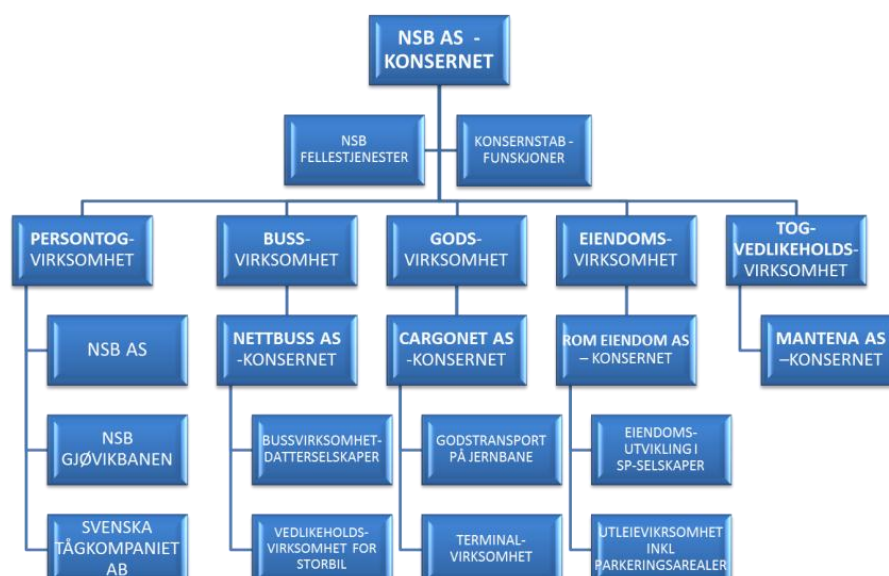 NSB AS -
KONSERNET
NSB
FELLESTJENESTER
KONSERNSTAB -
FUNSKJONER
PERSONTOG-
VIRKSOMHET
BUSS-
VIRKSOMHET
GODS-
VIRKSOMHET
EIENDOMS-
VIRKSOMHET
TOG-
VEDLIKEHOLDS-
VIRKSOMHET
NSB AS
NSB
GJØVIKBANEN
SVENSKA
TÅGKOMPANIET
AB
NETTBUSS AS
-KONSERNET
BUSSVIRKSOMHET-
DATTERSELSKAPER
VEDLIKEHOLDS-
VIRKSOMHET FOR
STORBIL
CARGONET AS
-KONSERNET
GODSTRANSPORT
PÅ JERNBANE
TERMINAL-
VIRKSOMHET
ROM EIENDOM AS
– KONSERNET
EIENDOMS-
UTVIKLING I
SP-SELSKAPER
UTLEIEVIKRSOMHET
INKL
PARKERINGSAREALER
MANTENA AS
–KONSERNET